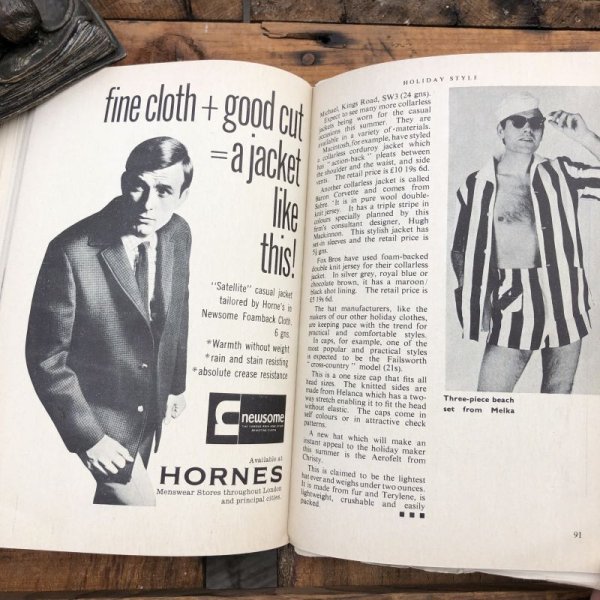 fine cloth + good cut
= a jacket
like
this!
"Satellite" casual jacket
tailored by Horne's in
Newsome Foamback Cloth.
6 gns.
*Warmth without weight
*rain and stain resisting
*absolute crease resistance
newsome
Available at
HORNES
Menswear Stores throughout London
and principal cities.
HOLIDAY STYLE
Michael, Kings Road, SW3 (24 gns).
Expect to see many more collarless
jackets being worn for the casual
occasions this summer. They are
available in a variety of materials.
Macintosh, for example, have styled
a collarless corduroy jacket which
has "action-back" pleats between
the shoulder and the waist, and side
vents. The retail price is £10 19s 6d.
Another collarless jacket is called
Baron Corvette and comes from
Sabre. It is in pure wool double-
knit jersey. It has a triple stripe in
colours specially planned by this
firm's consultant designer, Hugh
Mackinnon. This stylish jacket has
set-in sleeves and the retail price is
gns.
Fox Bros have used foam-backed
double knit jersey for their collarless
jacket. In silver grey, royal blue or
chocolate brown, it has a maroon/
black shot lining. The retail price is
£5 19s 6d.
The hat manufacturers, like the
makers of our other holiday clothes,
are keeping pace with the trend for
practical and comfortable styles.
In caps, for example, one of the
most popular and practical styles
is expected to be the Failsworth
"cross-country" model (21s).
This is a one size cap that fits all
head sizes. The knitted sides are
made from Helanca which has a two-
way stretch enabling it to fit the head
without elastic. The caps come in
self colours or in attractive check
patterns.
A new hat which will make an
instant appeal to the holiday maker
this summer is the Aerofelt from
Christy.
This is claimed to be the lightest
hat ever and weighs under two ounces.
It is made from fur and Terylene, is
lightweight, crushable and easily
packed.
Three-piece beach
set from Melka
91